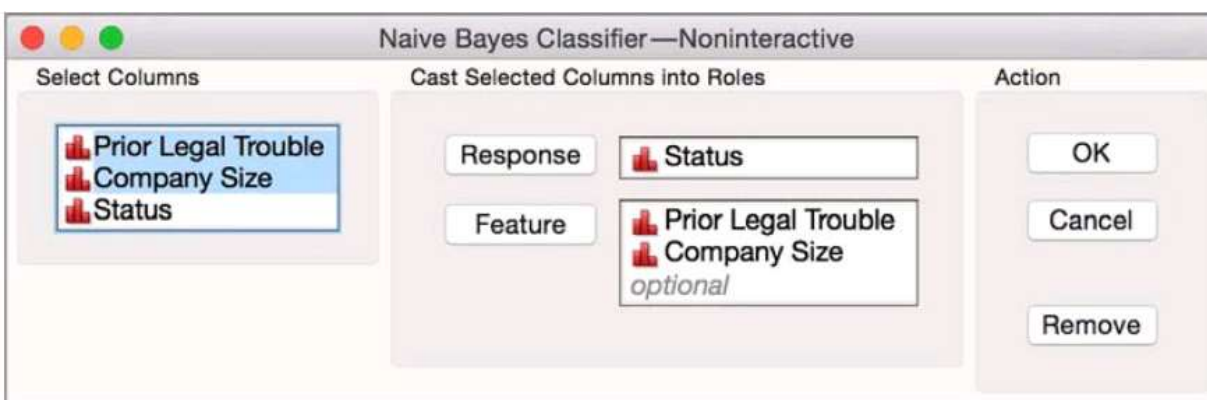 Naive Bayes Classifier—Noninteractive
Select Columns
Prior Legal Trouble
Company Size
Status
Cast Selected Columns into Roles
Response
Status
Feature
Prior Legal Trouble
Company Size
optional
Action
OK
Cancel
Remove